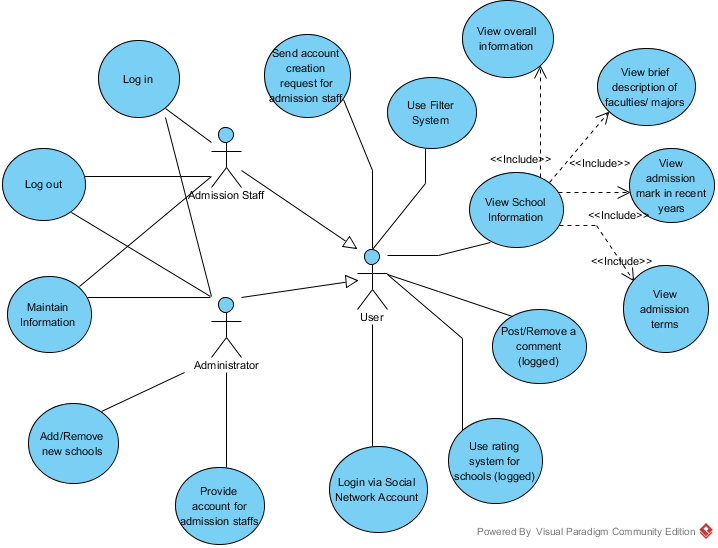 View overall
information
Send account
creation
request for
admission staff
Log in
View brief
description of
faculties/ majors
Use Filter
System
<<Include>>
<<Include>>
View
admission
mark in recent
years
Log out
Admission Staff
View School
Information
<<Include>>
<<Include>>
View
admission
terms
Maintain
Information
User
Post/Remove a
comment
(logged)
Administrator
Add/Remove
new schools
Use rating
system for
schools (logged)
Provide
account for
admission staffs
Login via Social
Network Account
Powered By Visual Paradigm Community Edition